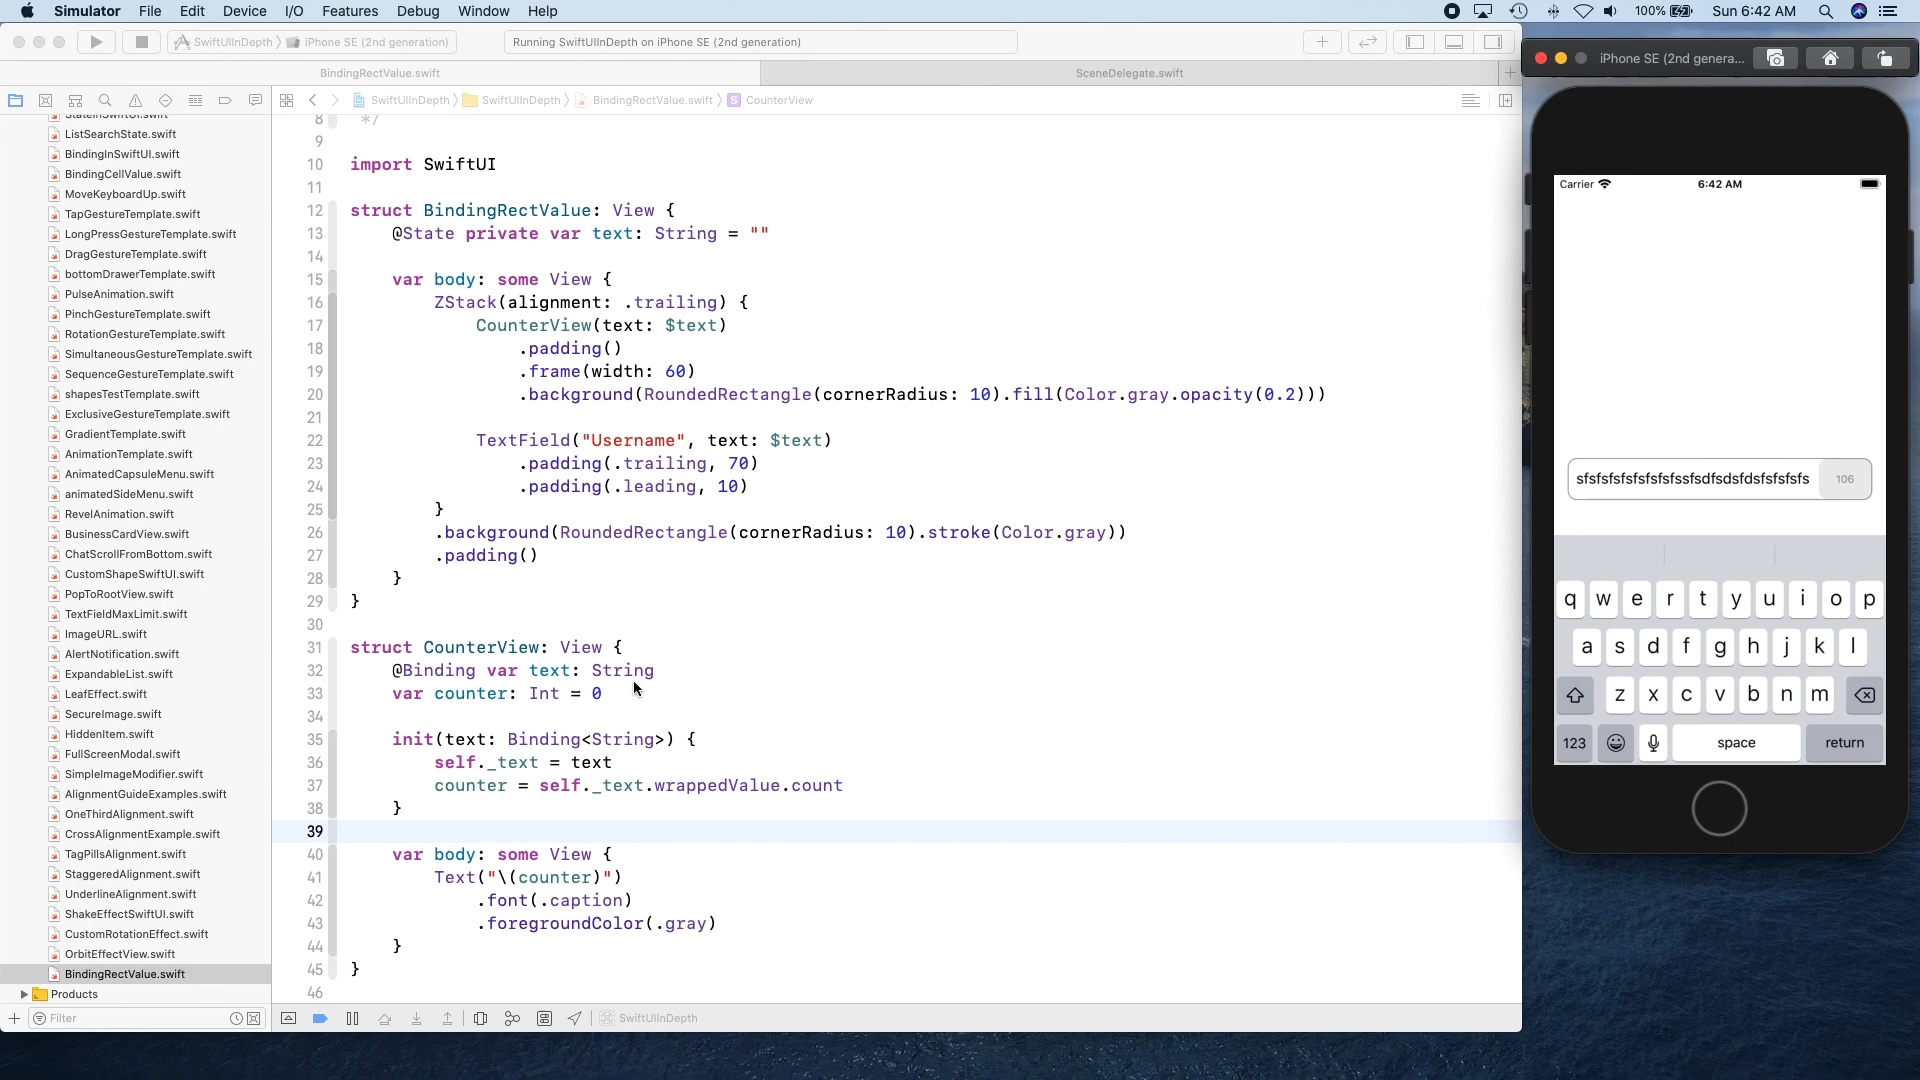 Simulator File Edit Device I/O Features Debug Window Help 100% Sun 6:42 AM
SwiftUIInDepth iPhone SE (2nd generation) Running SwiftUIInDepth on iPhone SE (2nd generation)
BindingRectValue.swift SceneDelegate.swift
SwiftUIInDepth SwiftUIInDepth BindingRectValue.swift S CounterView
StateInSwiftUI.swift
ListSearchState.swift
BindingInSwiftUI.swift
BindingCellValue.swift
MoveKeyboardUp.swift
TapGestureTemplate.swift
LongPressGestureTemplate.swift
DragGestureTemplate.swift
bottomDrawerTemplate.swift
PulseAnimation.swift
PinchGestureTemplate.swift
RotationGestureTemplate.swift
SimultaneousGestureTemplate.swift
SequenceGestureTemplate.swift
shapesTestTemplate.swift
ExclusiveGestureTemplate.swift
GradientTemplate.swift
AnimationTemplate.swift
AnimatedCapsuleMenu.swift
animatedSideMenu.swift
RevelAnimation.swift
BusinessCardView.swift
ChatScrollFromBottom.swift
CustomShapeSwiftUI.swift
PopToRootView.swift
TextFieldMaxLimit.swift
ImageURL.swift
AlertNotification.swift
ExpandableList.swift
LeafEffect.swift
SecureImage.swift
HiddenItem.swift
FullScreenModal.swift
SimpleImageModifier.swift
AlignmentGuideExamples.swift
OneThirdAlignment.swift
CrossAlignmentExample.swift
TagPillsAlignment.swift
StaggeredAlignment.swift
UnderlineAlignment.swift
ShakeEffectSwiftUI.swift
CustomRotationEffect.swift
OrbitEffectView.swift
BindingRectValue.swift
Products
Filter
8 */
9
10 import SwiftUI
11
12 struct BindingRectValue: View {
13 @State private var text: String = ""
14
15 var body: some View {
16 ZStack(alignment: .trailing) {
17 CounterView(text: $text)
18 .padding()
19 .frame(width: 60)
20 .background(RoundedRectangle(cornerRadius: 10).fill(Color.gray.opacity(0.2)))
21
22 TextField("Username", text: $text)
23 .padding(.trailing, 70)
24 .padding(.leading, 10)
25 }
26 .background(RoundedRectangle(cornerRadius: 10).stroke(Color.gray))
27 .padding()
28 }
29 }
30
31 struct CounterView: View {
32 @Binding var text: String
33 var counter: Int = 0
34
35 init(text: Binding<String>) {
36 self._text = text
37 counter = self._text.wrappedValue.count
38 }
39
40 var body: some View {
41 Text("\(counter)")
42 .font(.caption)
43 .foregroundColor(.gray)
44 }
45 }
46
SwiftUIInDepth
iPhone SE (2nd genera...
Carrier 6:42 AM
sfsfsfsfsfsfsfsfssfsdfsdsfdsfsfsfsfs 106
q w e r t y u i o p
a s d f g h j k l
z x c v b n m
123 space return